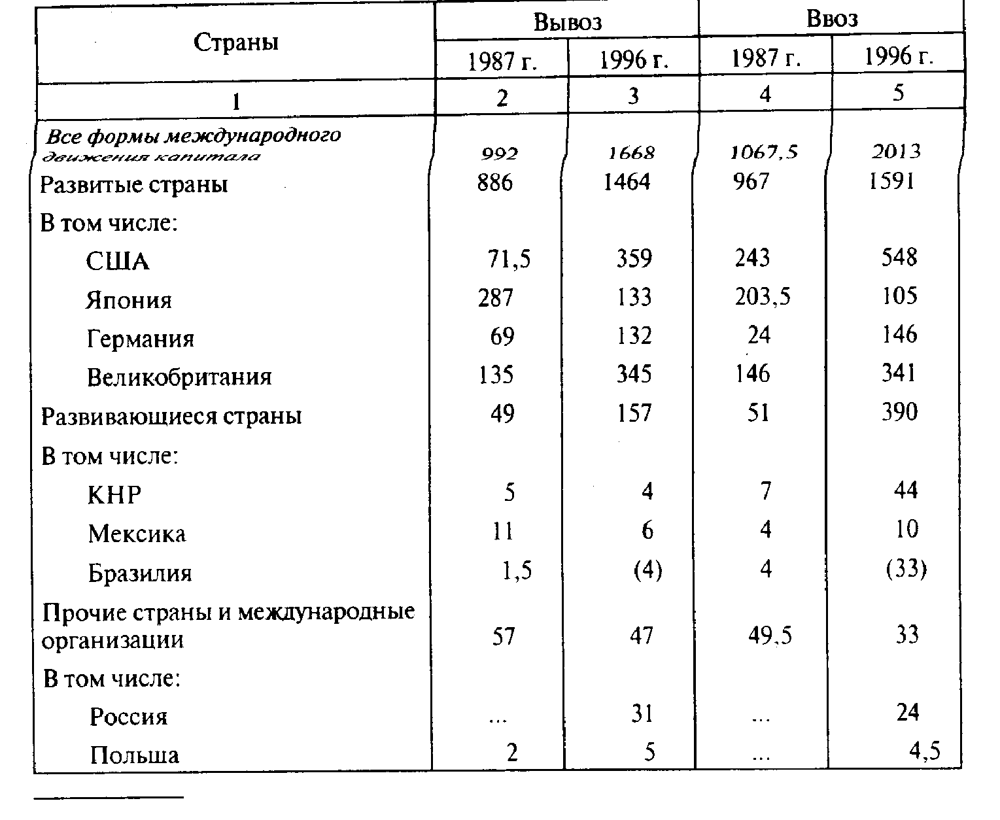 Страны Вывоз Ввоз
1987 г. 1996 г. 1987 г. 1996 г.
1 2 3 4 5
Все формы международного
движения капитала 992 1668 1067,5 2013
Развитые страны 886 1464 967 1591
В том числе:
США 71,5 359 243 548
Япония 287 133 203,5 105
Германия 69 132 24 146
Великобритания 135 345 146 341
Развивающиеся страны 49 157 51 390
В том числе:
КНР 5 4 7 44
Мексика 11 6 4 10
Бразилия 1,5 (4) 4 (33)
Прочие страны и международные
организации 57 47 49,5 33
В том числе:
Россия ... 31 ... 24
Польша 2 5 ... 4,5